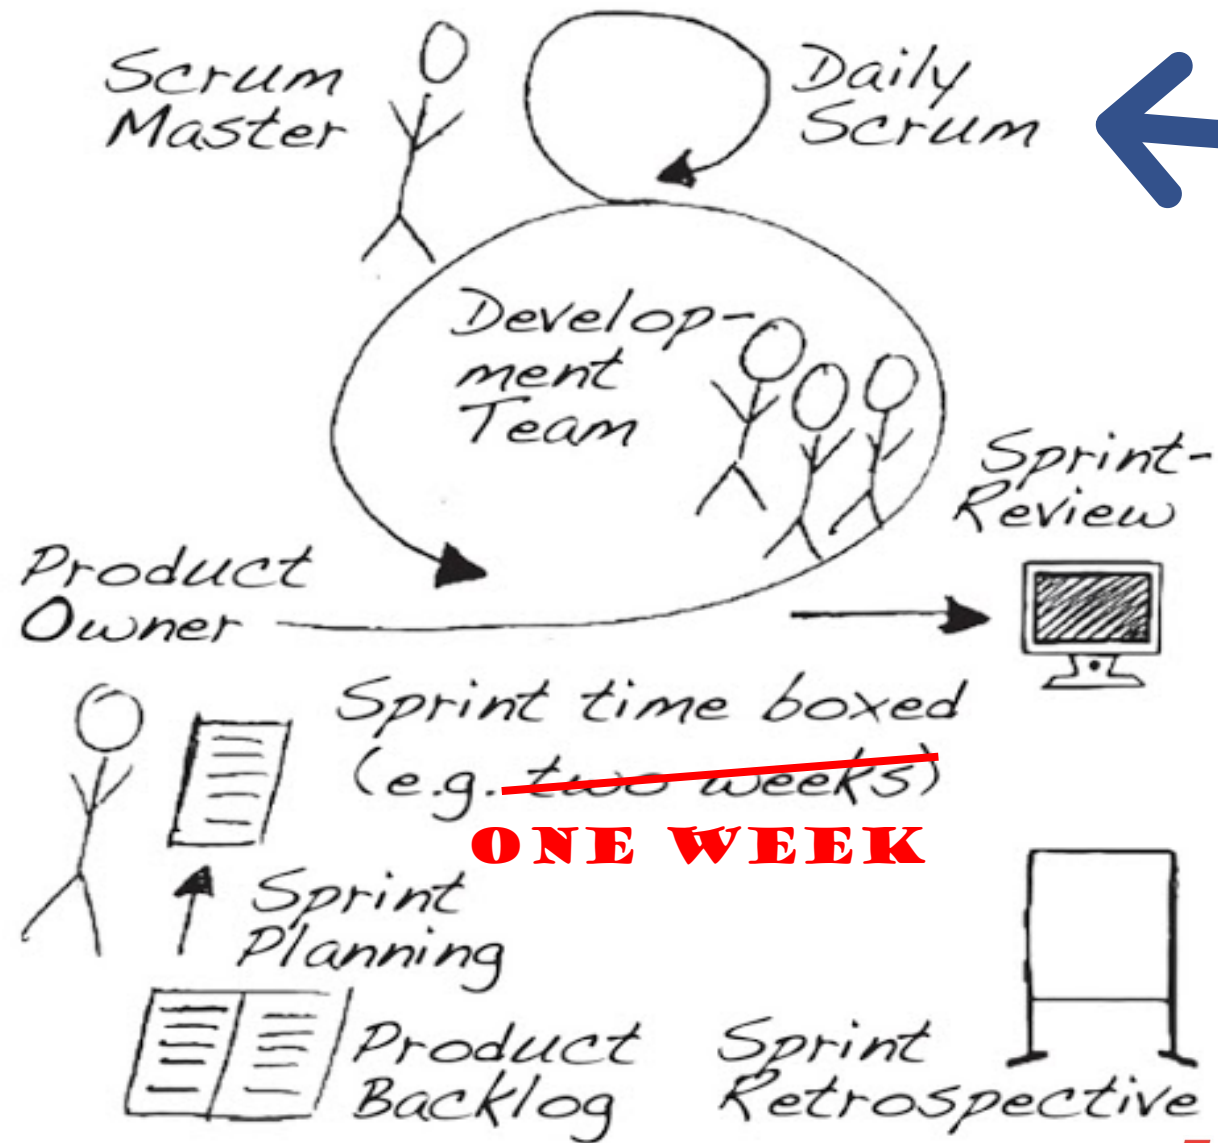 Scrum
Master
Daily
Scrum
Develop-
ment
Team
Sprint-
Review
Product
Owner
Sprint time boxed
(e.g. two weeks)
ONE WEEK
Sprint
Planning
Product
Backlog
Sprint
Retrospective